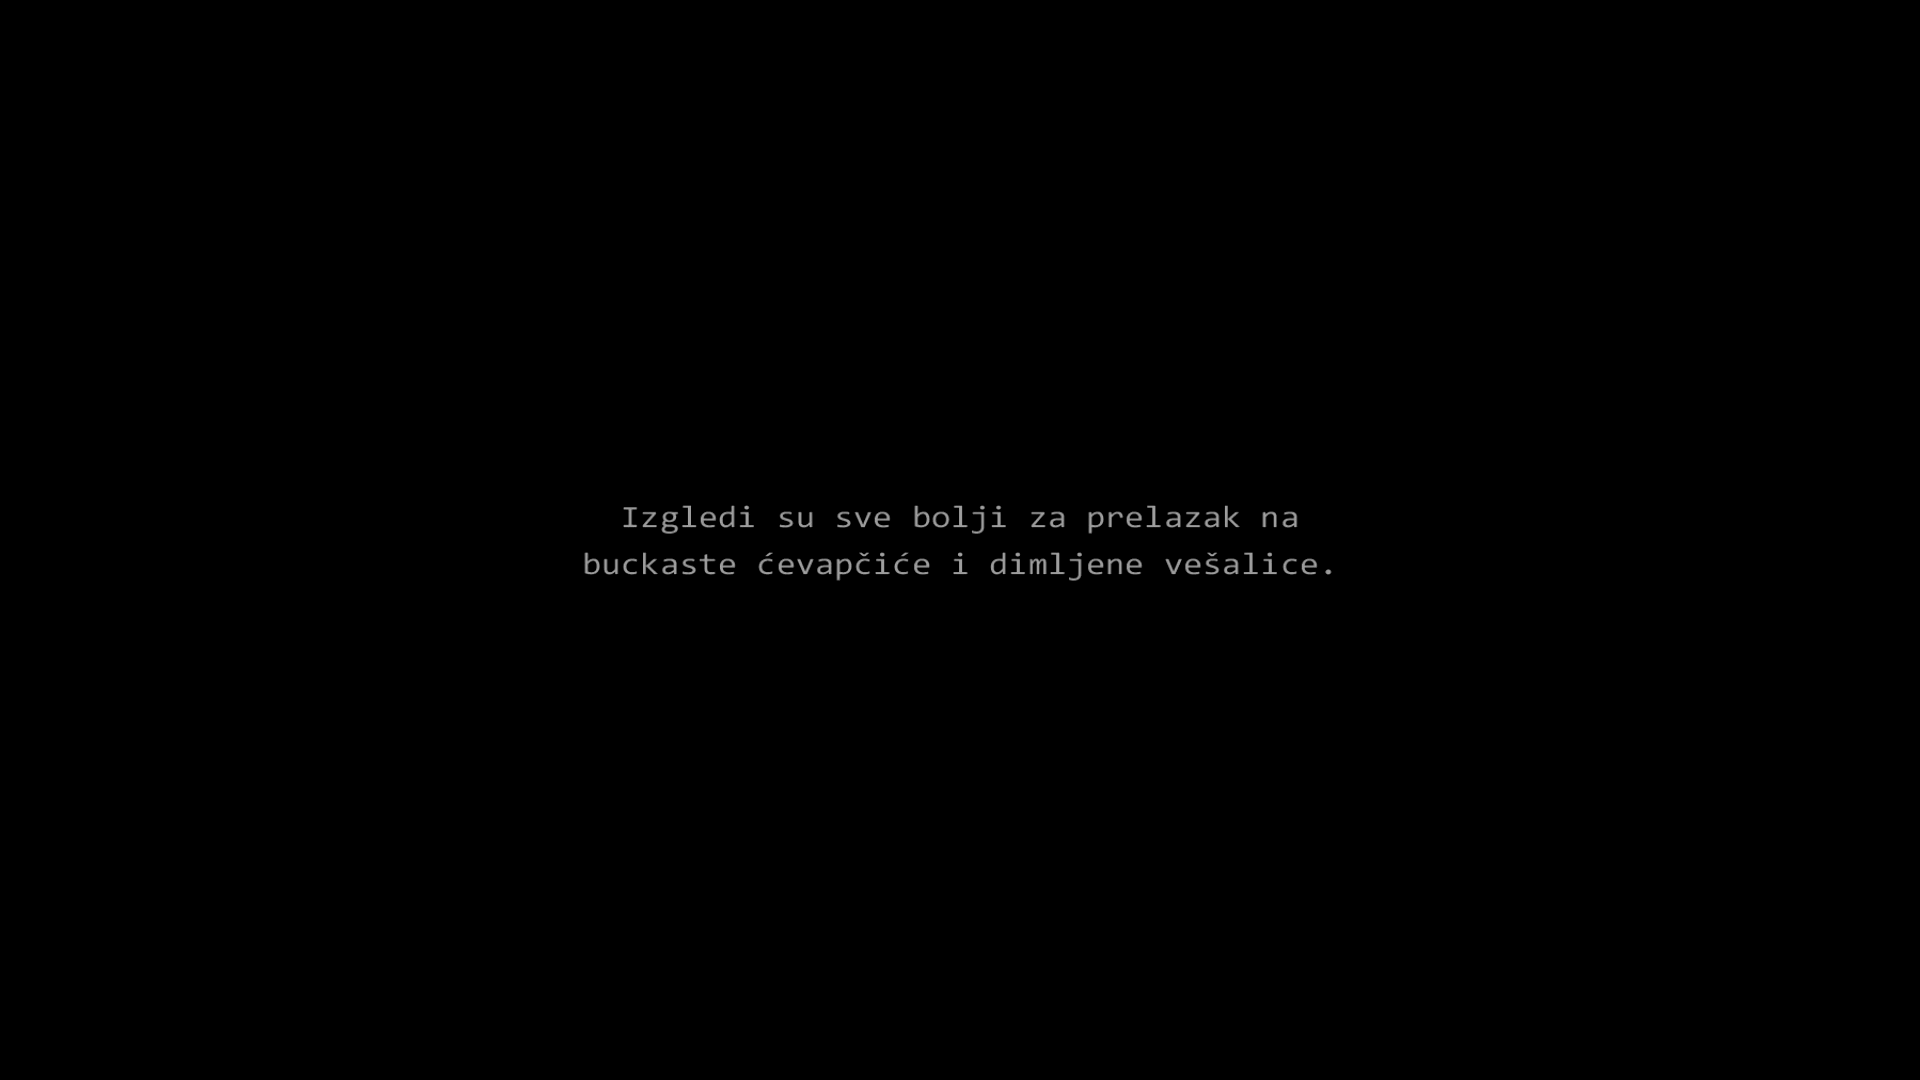 Izgledi su sve bolji za prelazak na
buckaste ćevapčiće i dimljene vešalice.